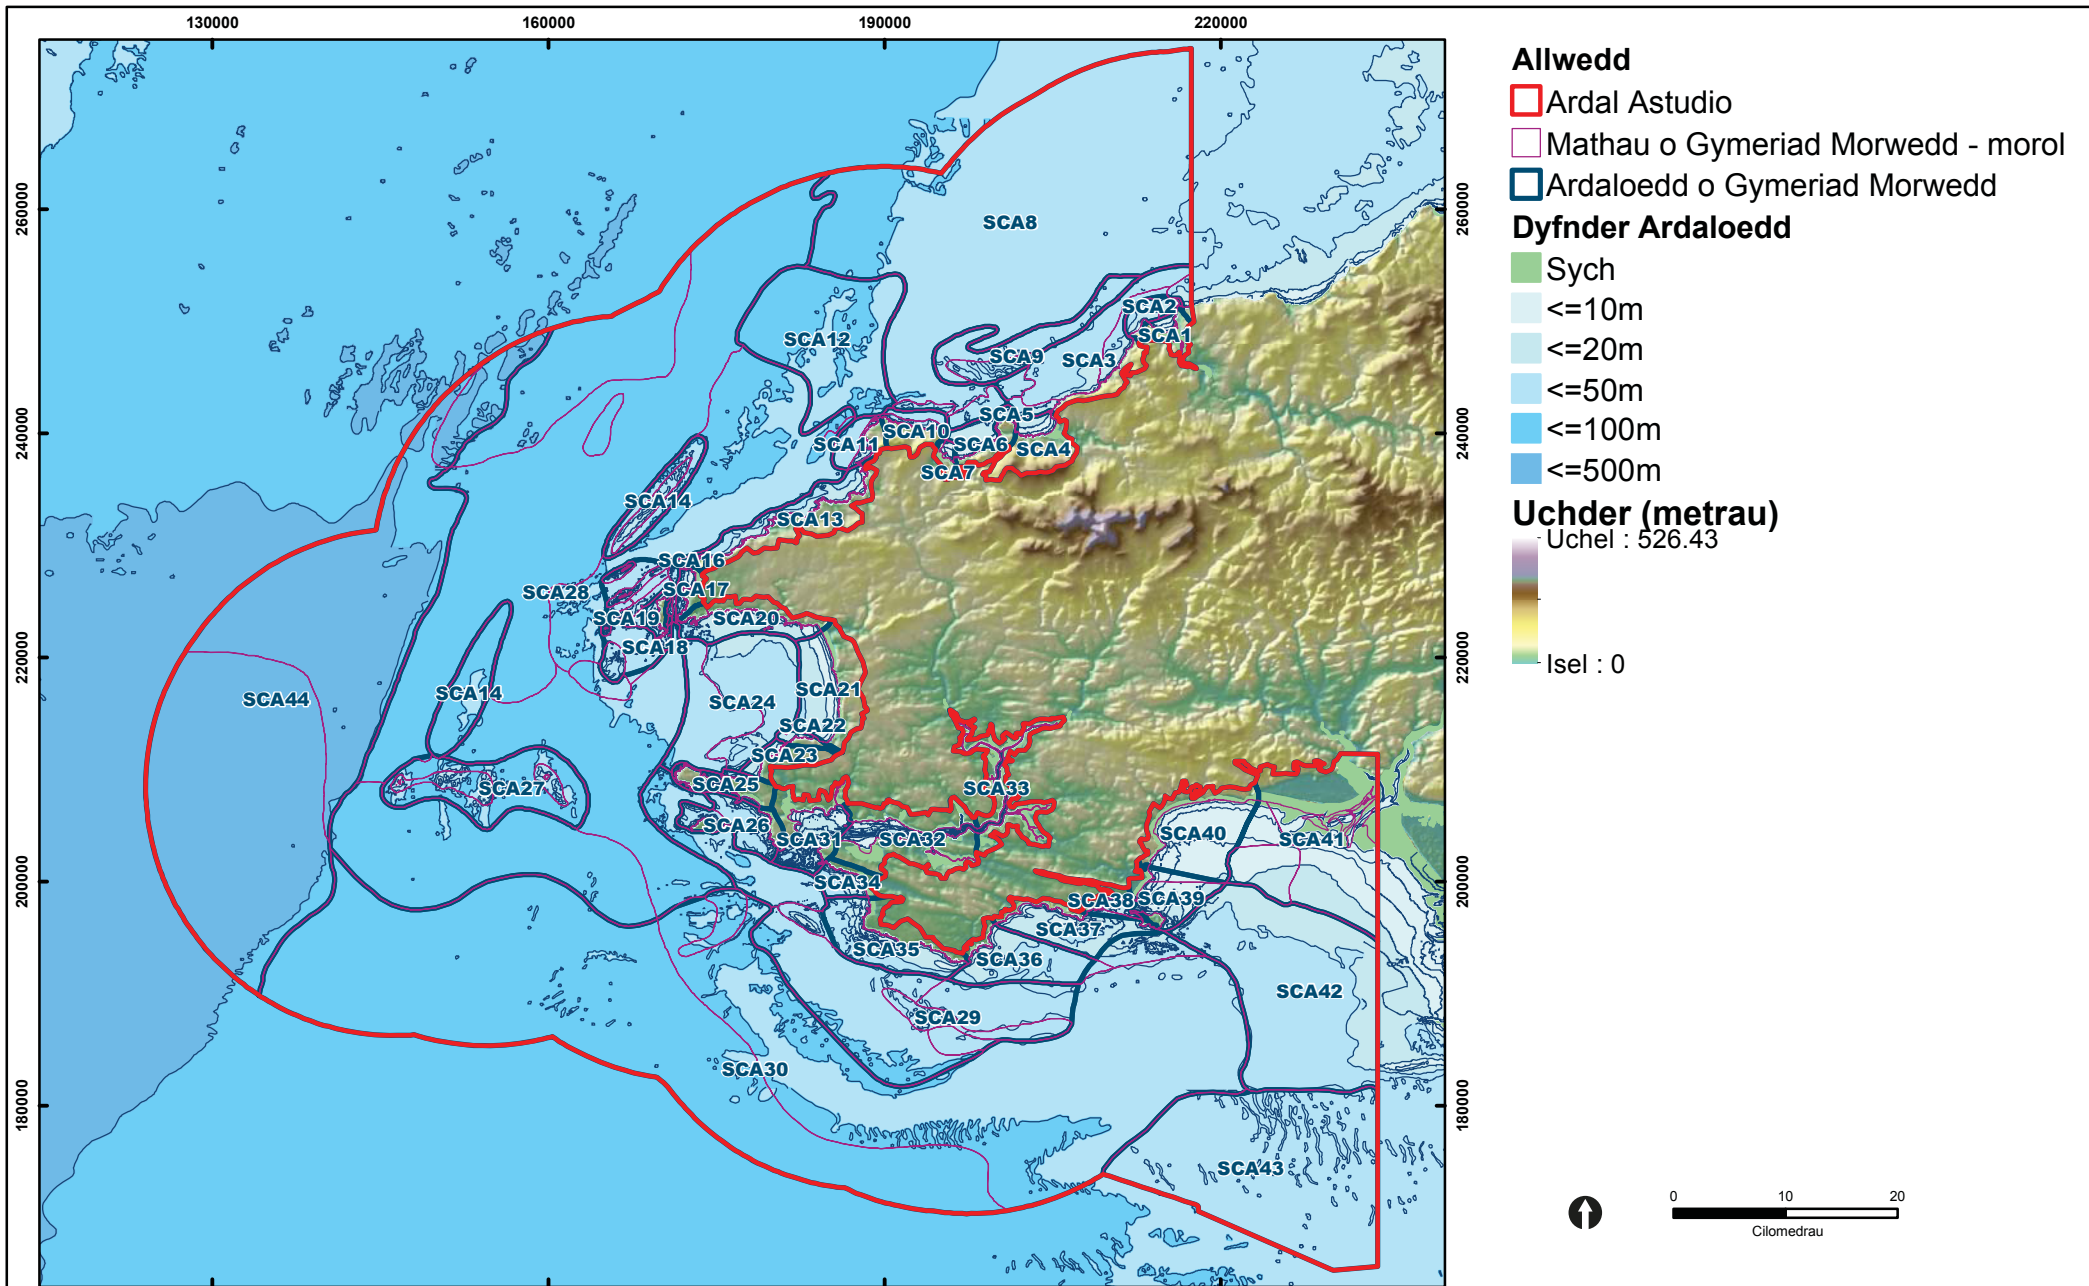 130000
160000
190000
220000
260000
240000
220000
200000
180000
260000
240000
220000
200000
180000
SCA8
SCA2
SCA1
SCA12
SCA9
SCA3
SCA5
SCA10
SCA11
SCA6
SCA4
SCA7
SCA14
SCA13
SCA16
SCA17
SCA28
SCA19
SCA20
SCA18
SCA14
SCA44
SCA21
SCA24
SCA22
SCA23
SCA25
SCA27
SCA33
SCA26
SCA31
SCA32
SCA40
SCA41
SCA34
SCA38
SCA39
SCA37
SCA35
SCA36
SCA42
SCA29
SCA30
SCA43
Allwedd
Ardal Astudio
Mathau o Gymeriad Morwedd - morol
Ardaloedd o Gymeriad Morwedd
Dyfnder Ardaloedd
Sych
<=10m
<=20m
<=50m
<=100m
<=500m
Uchder (metrau)
Uchel : 526.43
Isel : 0
0 10 20
Cilomedrau